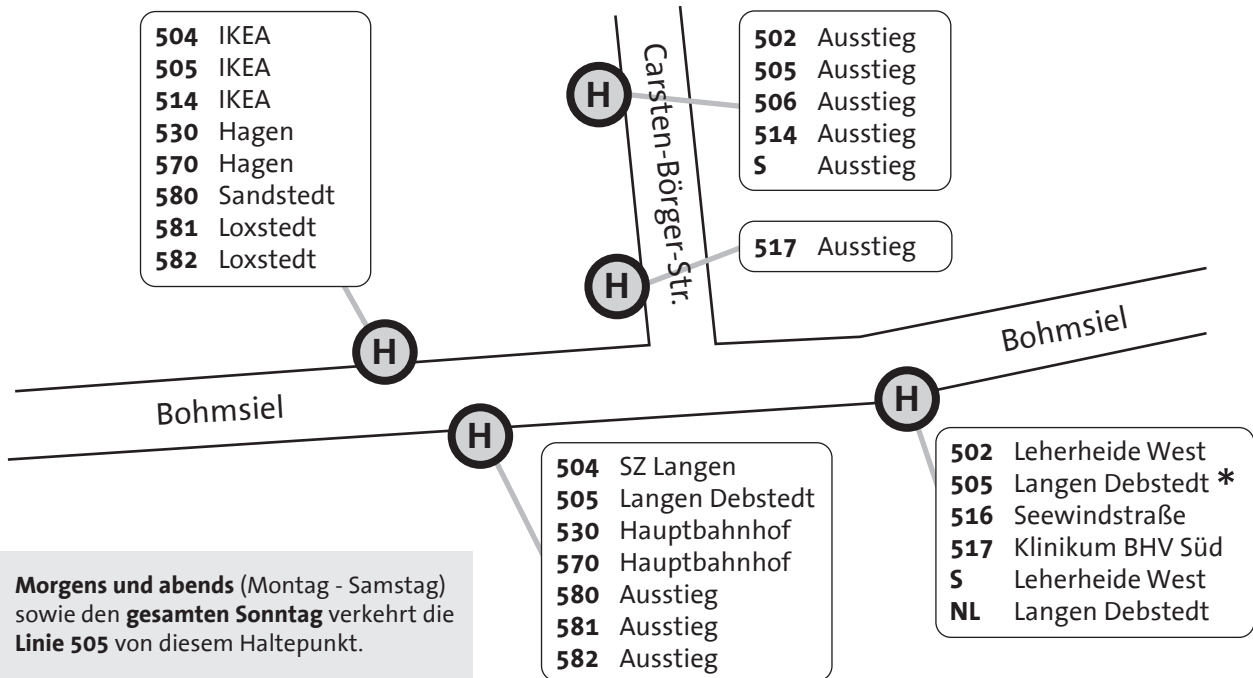 504 IKEA
505 IKEA
514 IKEA
530 Hagen
570 Hagen
580 Sandstedt
581 Loxstedt
582 Loxstedt
H
Carsten-Börger-Str.
H
502 Ausstieg
505 Ausstieg
506 Ausstieg
514 Ausstieg
S Ausstieg
H
517 Ausstieg
Bohmsiel
H
Bohmsiel
H
504 SZ Langen
505 Langen Debstedt
530 Hauptbahnhof
570 Hauptbahnhof
580 Ausstieg
581 Ausstieg
582 Ausstieg
502 Leherheide West
505 Langen Debstedt *
516 Seewindstraße
517 Klinikum BHV Süd
S Leherheide West
NL Langen Debstedt
Morgens und abends (Montag - Samstag)
sowie den gesamten Sonntag verkehrt die
Linie 505 von diesem Haltepunkt.